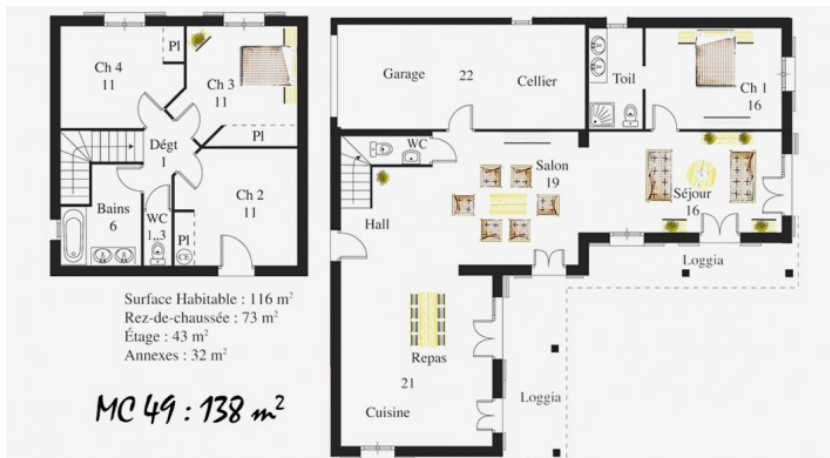 Pl
Ch 4
11
Ch 3
11
Pl
Dégt
1
Bains
6
WC
1,,3
Pl
CE
Ch 2
11
Surface Habitable : 116 m²
Rez-de-chaussée : 73 m²
Étage : 43 m²
Annexes : 32 m²
MC 49 : 138 m²
Garage
22
Cellier
Toil
Ch 1
16
WC
Salon
19
Séjour
16
Hall
Loggia
Repas
21
Cuisine
Loggia